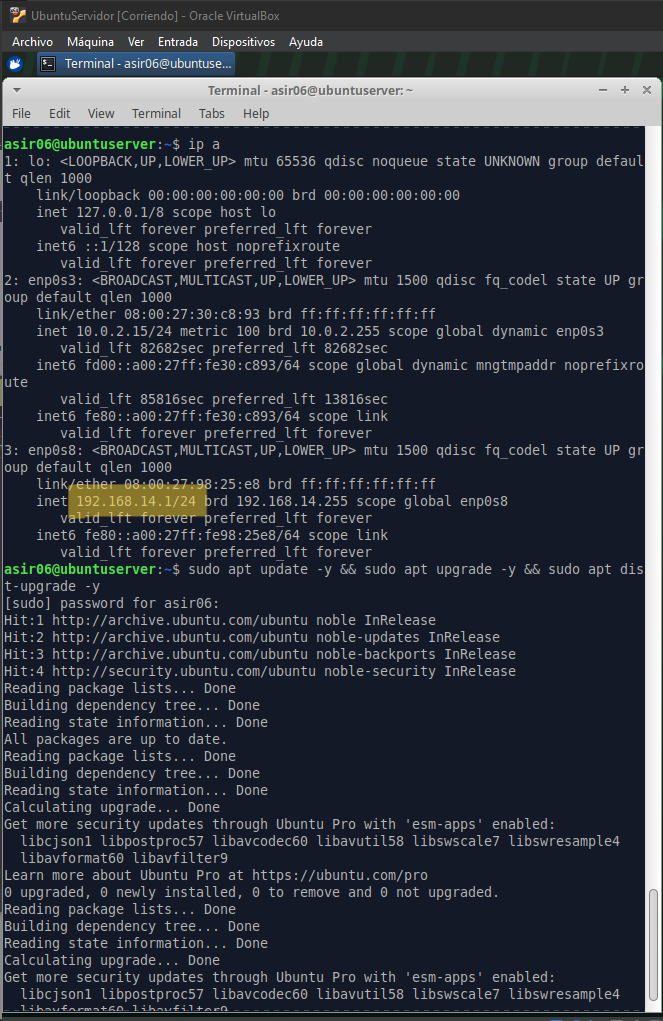 UbuntuServidor [Corriendo] - Oracle VirtualBox
Archivo Máquina Ver Entrada Dispositivos Ayuda
Terminal - asir06@ubuntuse...
Terminal - asir06@ubuntuserver: ~
File Edit View Terminal Tabs Help
asir06@ubuntuserver:~$ ip a
1: lo: <LOOPBACK,UP,LOWER_UP> mtu 65536 qdisc noqueue state UNKNOWN group defaul
t qlen 1000
    link/loopback 00:00:00:00:00:00 brd 00:00:00:00:00:00
    inet 127.0.0.1/8 scope host lo
       valid_lft forever preferred_lft forever
    inet6 ::1/128 scope host noprefixroute
       valid_lft forever preferred_lft forever
2: enp0s3: <BROADCAST,MULTICAST,UP,LOWER_UP> mtu 1500 qdisc fq_codel state UP gr
oup default qlen 1000
    link/ether 08:00:27:30:c8:93 brd ff:ff:ff:ff:ff:ff
    inet 10.0.2.15/24 metric 100 brd 10.0.2.255 scope global dynamic enp0s3
       valid_lft 82682sec preferred_lft 82682sec
    inet6 fd00::a00:27ff:fe30:c893/64 scope global dynamic mngtmpaddr noprefixro
ute
       valid_lft 85816sec preferred_lft 13816sec
    inet6 fe80::a00:27ff:fe30:c893/64 scope link
       valid_lft forever preferred_lft forever
3: enp0s8: <BROADCAST,MULTICAST,UP,LOWER_UP> mtu 1500 qdisc fq_codel state UP gr
oup default qlen 1000
    link/ether 08:00:27:98:25:e8 brd ff:ff:ff:ff:ff:ff
    inet 192.168.14.1/24 brd 192.168.14.255 scope global enp0s8
       valid_lft forever preferred_lft forever
    inet6 fe80::a00:27ff:fe98:25e8/64 scope link
       valid_lft forever preferred_lft forever
asir06@ubuntuserver:~$ sudo apt update -y && sudo apt upgrade -y && sudo apt dis
t-upgrade -y
[sudo] password for asir06:
Hit:1 http://archive.ubuntu.com/ubuntu noble InRelease
Hit:2 http://archive.ubuntu.com/ubuntu noble-updates InRelease
Hit:3 http://archive.ubuntu.com/ubuntu noble-backports InRelease
Hit:4 http://security.ubuntu.com/ubuntu noble-security InRelease
Reading package lists... Done
Building dependency tree... Done
Reading state information... Done
All packages are up to date.
Reading package lists... Done
Building dependency tree... Done
Reading state information... Done
Calculating upgrade... Done
Get more security updates through Ubuntu Pro with 'esm-apps' enabled:
  libcjson1 libpostproc57 libavcodec60 libavutil58 libswscale7 libswresample4
  libavformat60 libavfilter9
Learn more about Ubuntu Pro at https://ubuntu.com/pro
0 upgraded, 0 newly installed, 0 to remove and 0 not upgraded.
Reading package lists... Done
Building dependency tree... Done
Reading state information... Done
Calculating upgrade... Done
Get more security updates through Ubuntu Pro with 'esm-apps' enabled:
  libcjson1 libpostproc57 libavcodec60 libavutil58 libswscale7 libswresample4
  libavformat60 libavfilter9